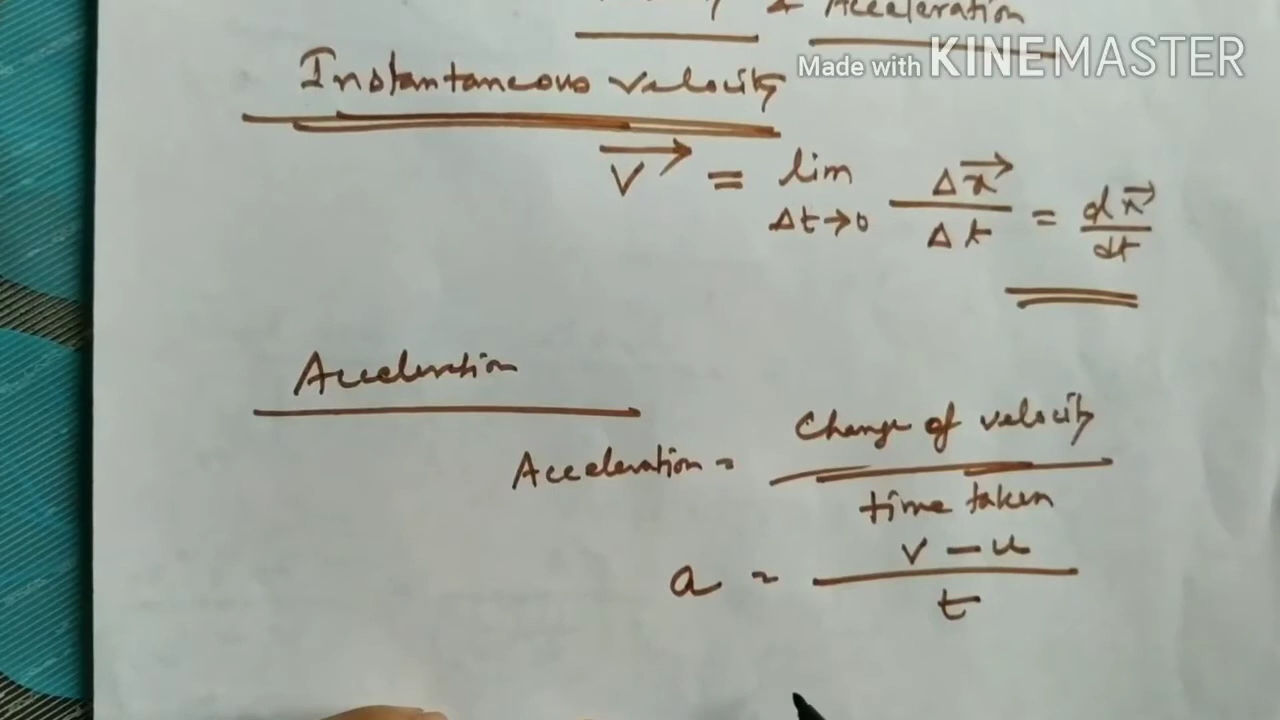 & Acceleration
Made with KINEMASTER
Instantaneous velocity
V⃗ = lim Δt→0 Δx⃗/Δt = dx⃗/dt
Acceleration
Acceleration = Change of velocity / time taken
a = v - u / t